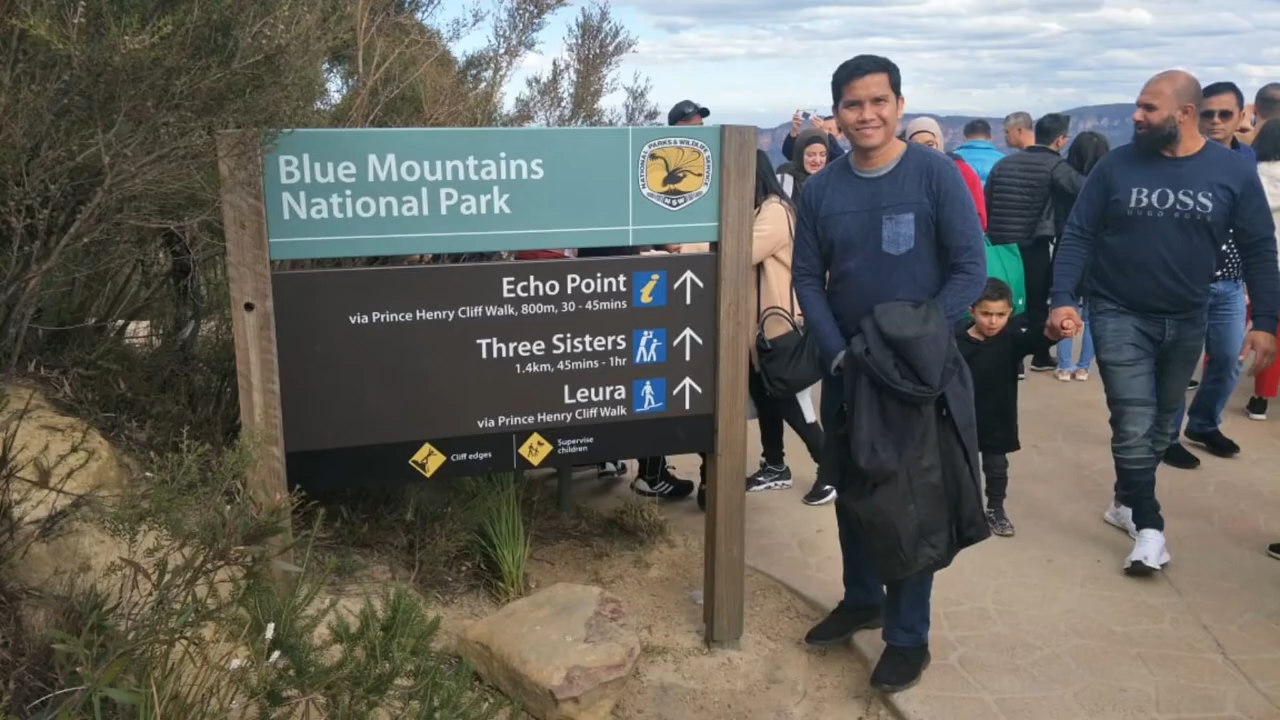 Blue Mountains
National Park
NATIONAL PARKS & WILDLIFE SERVICE
NSW
Echo Point
via Prince Henry Cliff Walk, 800m, 30 - 45mins
Three Sisters
1.4km, 45mins - 1hr
Leura
via Prince Henry Cliff Walk
Cliff edges
Supervise
children
BOSS
HUGO BOSS